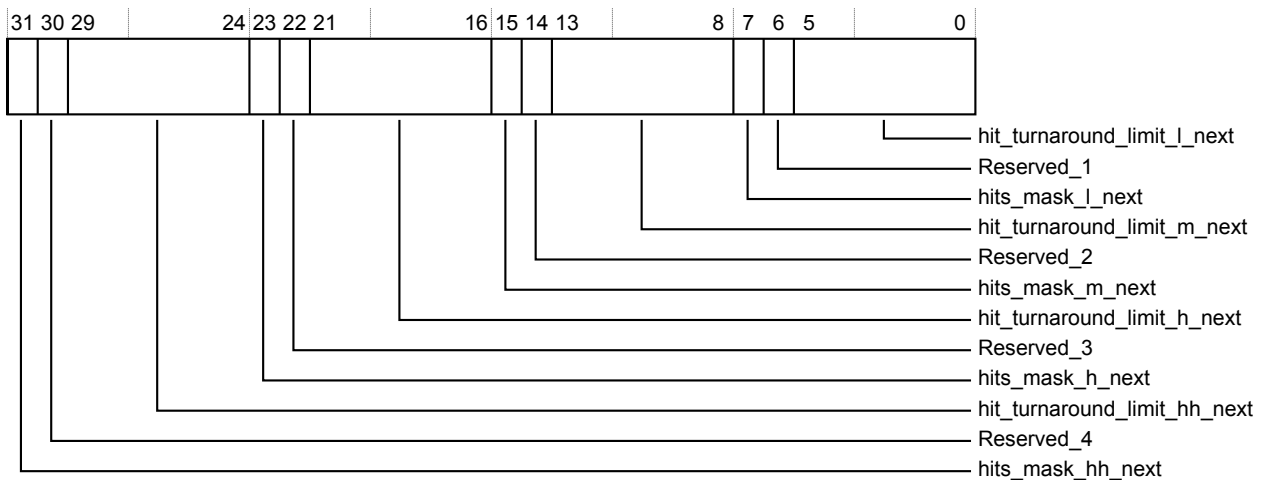 31 30 29 24 23 22 21 16 15 14 13 8 7 6 5 0
hit_turnaround_limit_l_next
Reserved_1
hits_mask_l_next
hit_turnaround_limit_m_next
Reserved_2
hits_mask_m_next
hit_turnaround_limit_h_next
Reserved_3
hits_mask_h_next
hit_turnaround_limit_hh_next
Reserved_4
hits_mask_hh_next